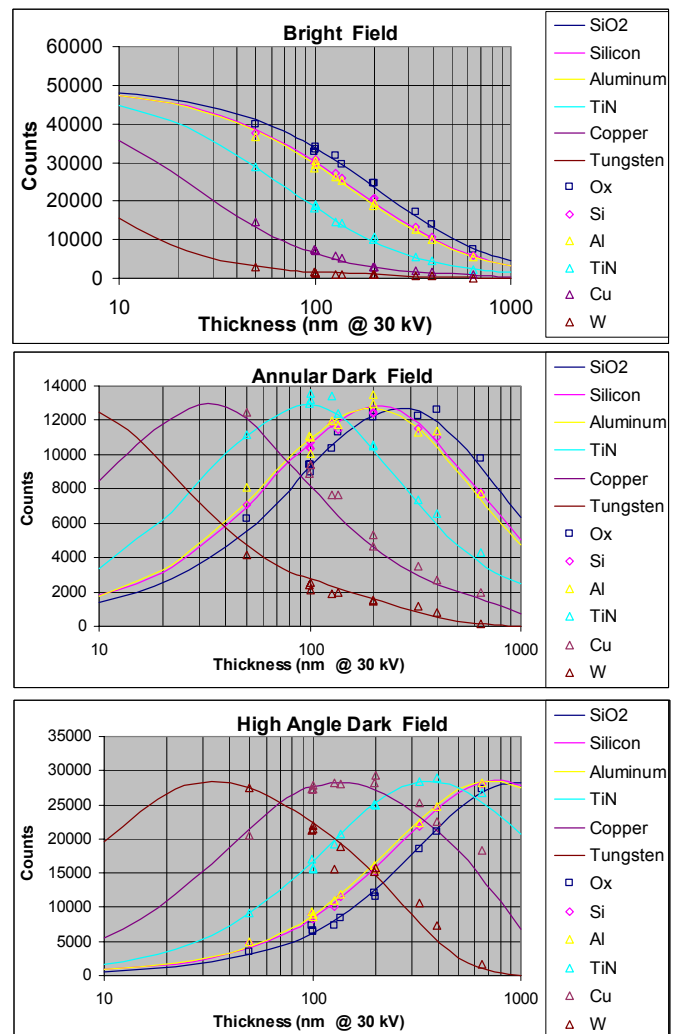 Bright Field
60000
50000
40000
30000
20000
10000
0
Counts
10 100 1000
Thickness (nm @ 30 kV)
SiO2
Silicon
Aluminum
TiN
Copper
Tungsten
Ox
Si
Al
TiN
Cu
W
Annular Dark Field
14000
12000
10000
8000
6000
4000
2000
0
Counts
10 100 1000
Thickness (nm @ 30 kV)
SiO2
Silicon
Aluminum
TiN
Copper
Tungsten
Ox
Si
Al
TiN
Cu
W
High Angle Dark Field
35000
30000
25000
20000
15000
10000
5000
0
Counts
10 100 1000
Thickness (nm @ 30 kV)
SiO2
Silicon
Aluminum
TiN
Copper
Tungsten
Ox
Si
Al
TiN
Cu
W